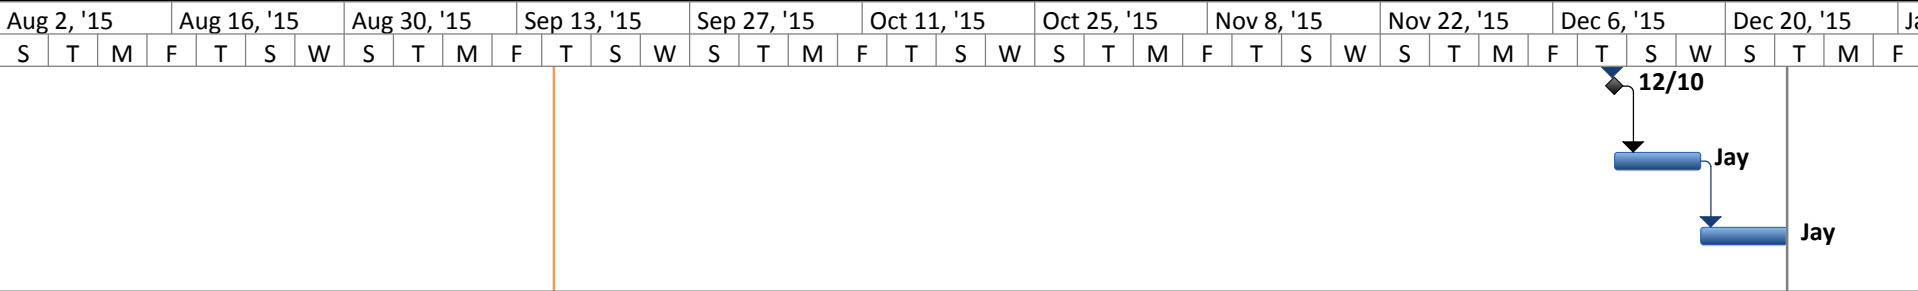 Aug 2, '15 Aug 16, '15 Aug 30, '15 Sep 13, '15 Sep 27, '15 Oct 11, '15 Oct 25, '15 Nov 8, '15 Nov 22, '15 Dec 6, '15 Dec 20, '15
S T M F T S W S T M F T S W S T M F T S W S T M F T S W S T M F T S W S T M F
12/10
Jay
Jay